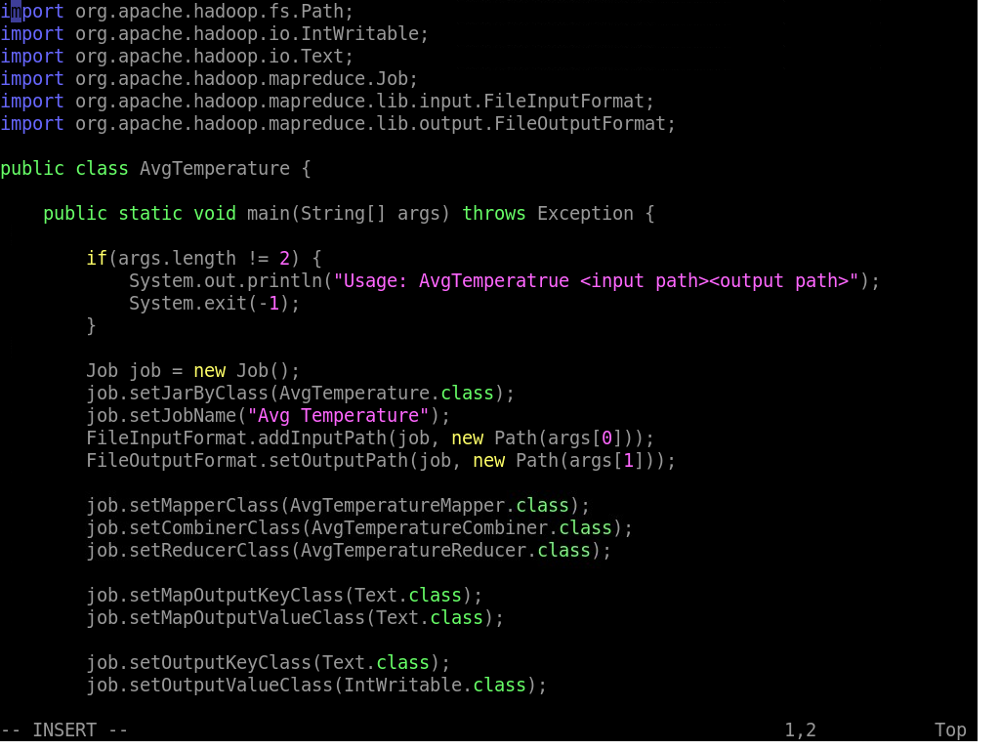 import org.apache.hadoop.fs.Path;
import org.apache.hadoop.io.IntWritable;
import org.apache.hadoop.io.Text;
import org.apache.hadoop.mapreduce.Job;
import org.apache.hadoop.mapreduce.lib.input.FileInputFormat;
import org.apache.hadoop.mapreduce.lib.output.FileOutputFormat;

public class AvgTemperature {

    public static void main(String[] args) throws Exception {

        if(args.length != 2) {
            System.out.println("Usage: AvgTemperatrue <input path><output path>");
            System.exit(-1);
        }

        Job job = new Job();
        job.setJarByClass(AvgTemperature.class);
        job.setJobName("Avg Temperature");
        FileInputFormat.addInputPath(job, new Path(args[0]));
        FileOutputFormat.setOutputPath(job, new Path(args[1]));

        job.setMapperClass(AvgTemperatureMapper.class);
        job.setCombinerClass(AvgTemperatureCombiner.class);
        job.setReducerClass(AvgTemperatureReducer.class);

        job.setMapOutputKeyClass(Text.class);
        job.setMapOutputValueClass(Text.class);

        job.setOutputKeyClass(Text.class);
        job.setOutputValueClass(IntWritable.class);

-- INSERT -- 1,2 Top